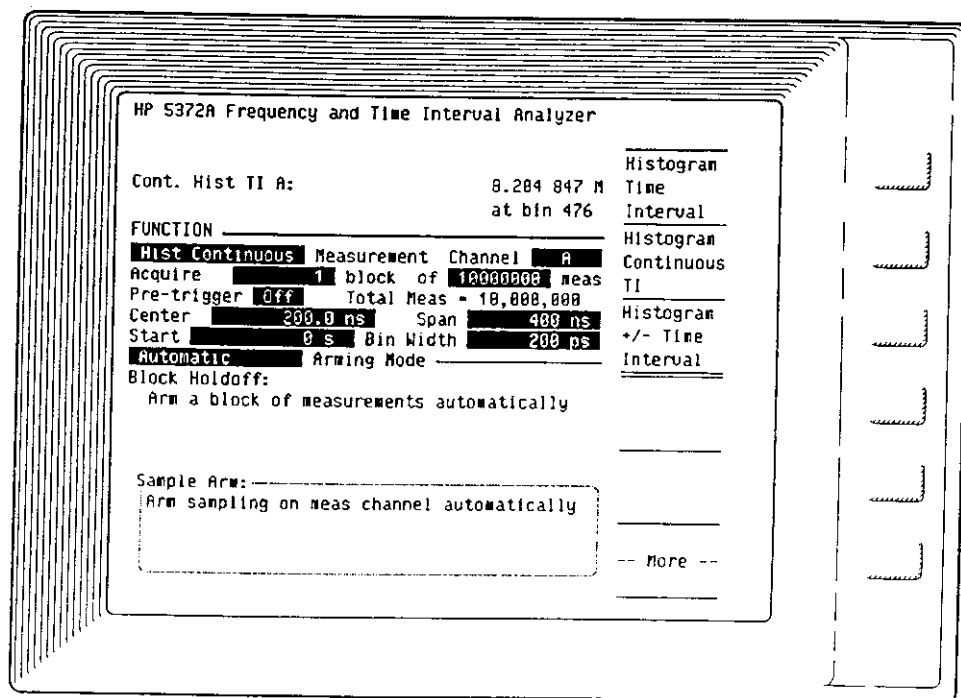 HP 5372A Frequency and Time Interval Analyzer
Cont. Hist TI A: 8.204 847 M
at bin 476
FUNCTION
Hist Continuous Measurement Channel A
Acquire 1 block of 10000000 meas
Pre-trigger Off Total Meas = 10,000,000
Center 200.0 ns Span 400 ns
Start 0 s Bin Width 200 ps
Automatic Arming Mode
Block Holdoff:
Arm a block of measurements automatically
Sample Arm:
Arm sampling on meas channel automatically
Histogram
Time
Interval
Histogram
Continuous
TI
Histogram
+/- Time
Interval
-- More --